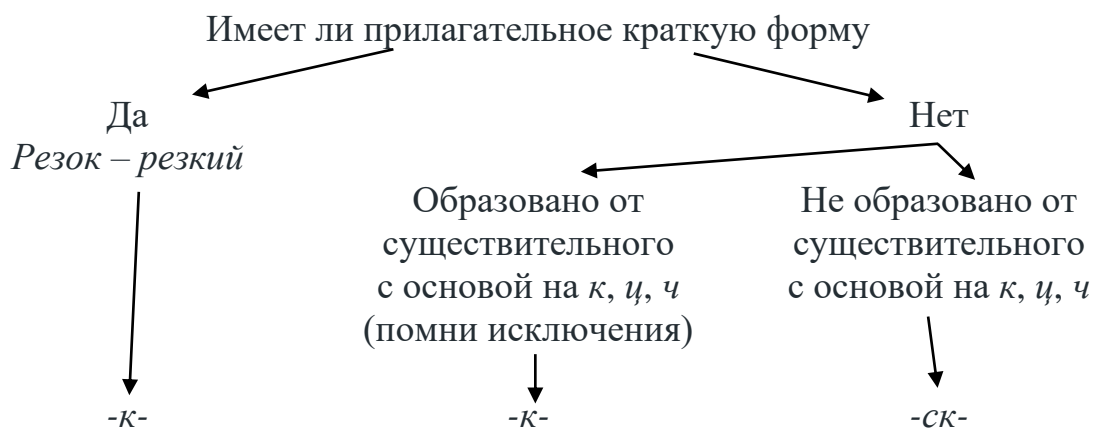 Имеет ли прилагательное краткую форму
Да
Нет
Резок – резкий
Образовано от
существительного
с основой на к, ц, ч
(помни исключения)
Не образовано от
существительного
с основой на к, ц, ч
-к-
-к-
-ск-